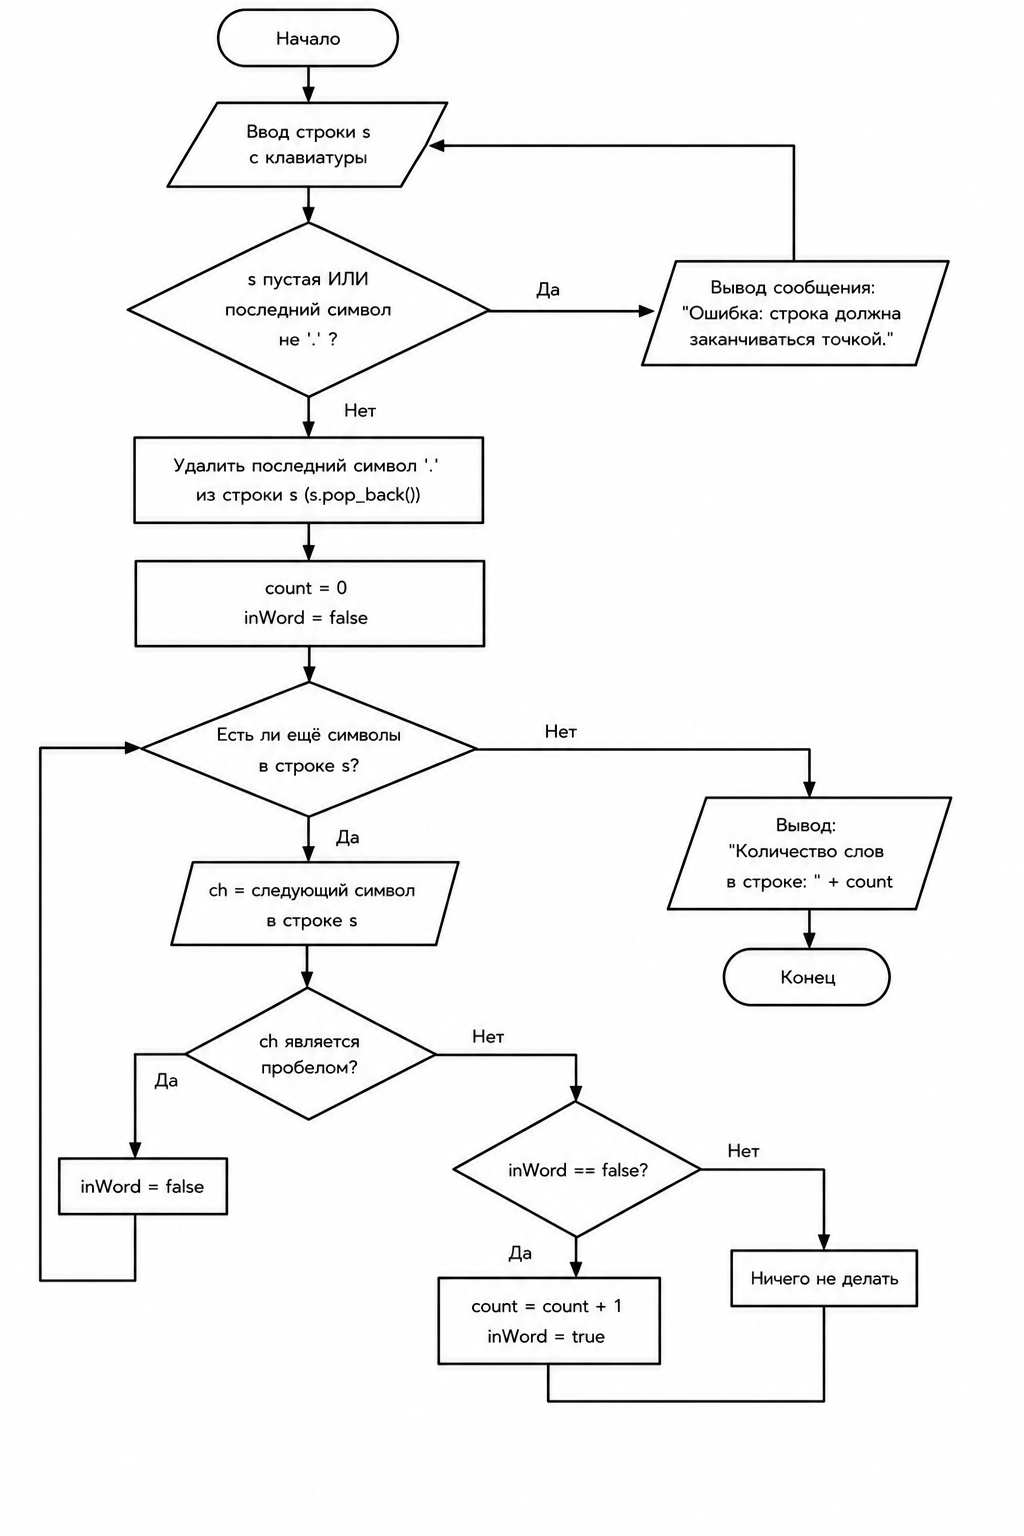 Начало
Ввод строки s
с клавиатуры
s пустая ИЛИ
последний символ
не '.' ?
Да
Вывод сообщения:
"Ошибка: строка должна
заканчиваться точкой."
Нет
Удалить последний символ '.'
из строки s (s.pop_back())
count = 0
inWord = false
Есть ли ещё символы
в строке s?
Нет
Вывод:
"Количество слов
в строке: " + count
Конец
Да
ch = следующий символ
в строке s
ch является
пробелом?
Да
inWord = false
Нет
inWord == false?
Нет
Ничего не делать
Да
count = count + 1
inWord = true